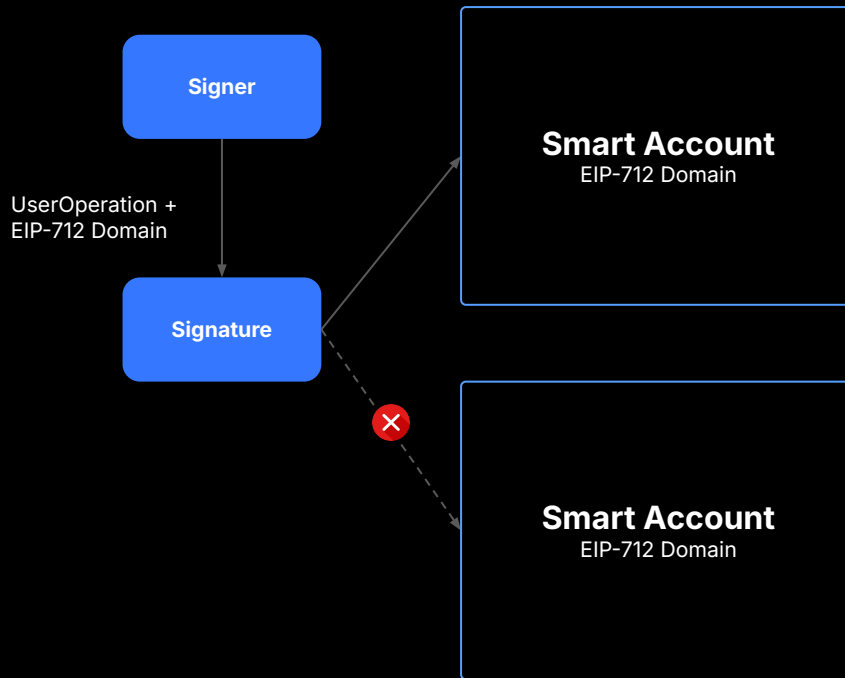 Signer
UserOperation +
EIP-712 Domain
Signature
Smart Account
EIP-712 Domain
Smart Account
EIP-712 Domain